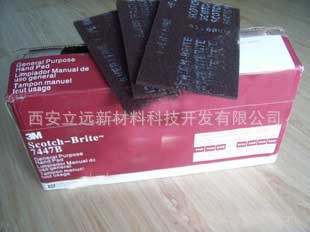 General Purpose
Hand Pad
Limpiador Manual de
uso general
Tampon manuel
tout usage
SCOTCH-BRITE
西安立远新材料科技开发有限公司
3M
Scotch-Brite™
7447B
General Purpose
Hand Pad
Limpiador Manual de
uso general
Tampon manuel
tout usage